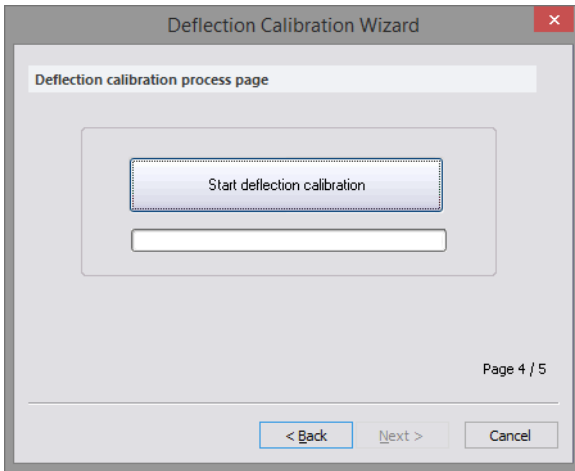 Deflection Calibration Wizard
Deflection calibration process page
Start deflection calibration
Page 4 / 5
< Back Next > Cancel